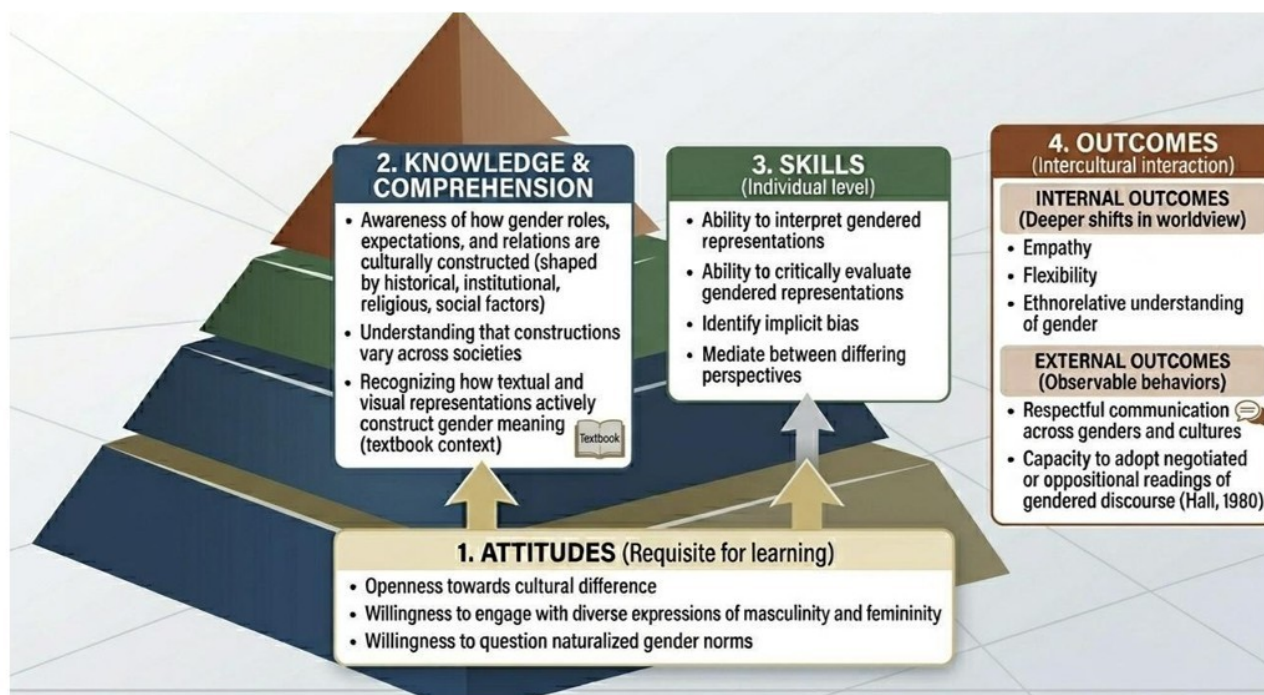 2. KNOWLEDGE &
COMPREHENSION
• Awareness of how gender roles,
expectations, and relations are
culturally constructed (shaped
by historical, institutional,
religious, social factors)
• Understanding that constructions
vary across societies
• Recognizing how textual and
visual representations actively
construct gender meaning
(textbook context)
Textbook
3. SKILLS
(Individual level)
• Ability to interpret gendered
representations
• Ability to critically evaluate
gendered representations
• Identify implicit bias
• Mediate between differing
perspectives
4. OUTCOMES
(Intercultural interaction)
INTERNAL OUTCOMES
(Deeper shifts in worldview)
• Empathy
• Flexibility
• Ethnorelative understanding
of gender
EXTERNAL OUTCOMES
(Observable behaviors)
• Respectful communication
across genders and cultures
• Capacity to adopt negotiated
or oppositional readings of
gendered discourse (Hall, 1980)
1. ATTITUDES (Requisite for learning)
• Openness towards cultural difference
• Willingness to engage with diverse expressions of masculinity and femininity
• Willingness to question naturalized gender norms